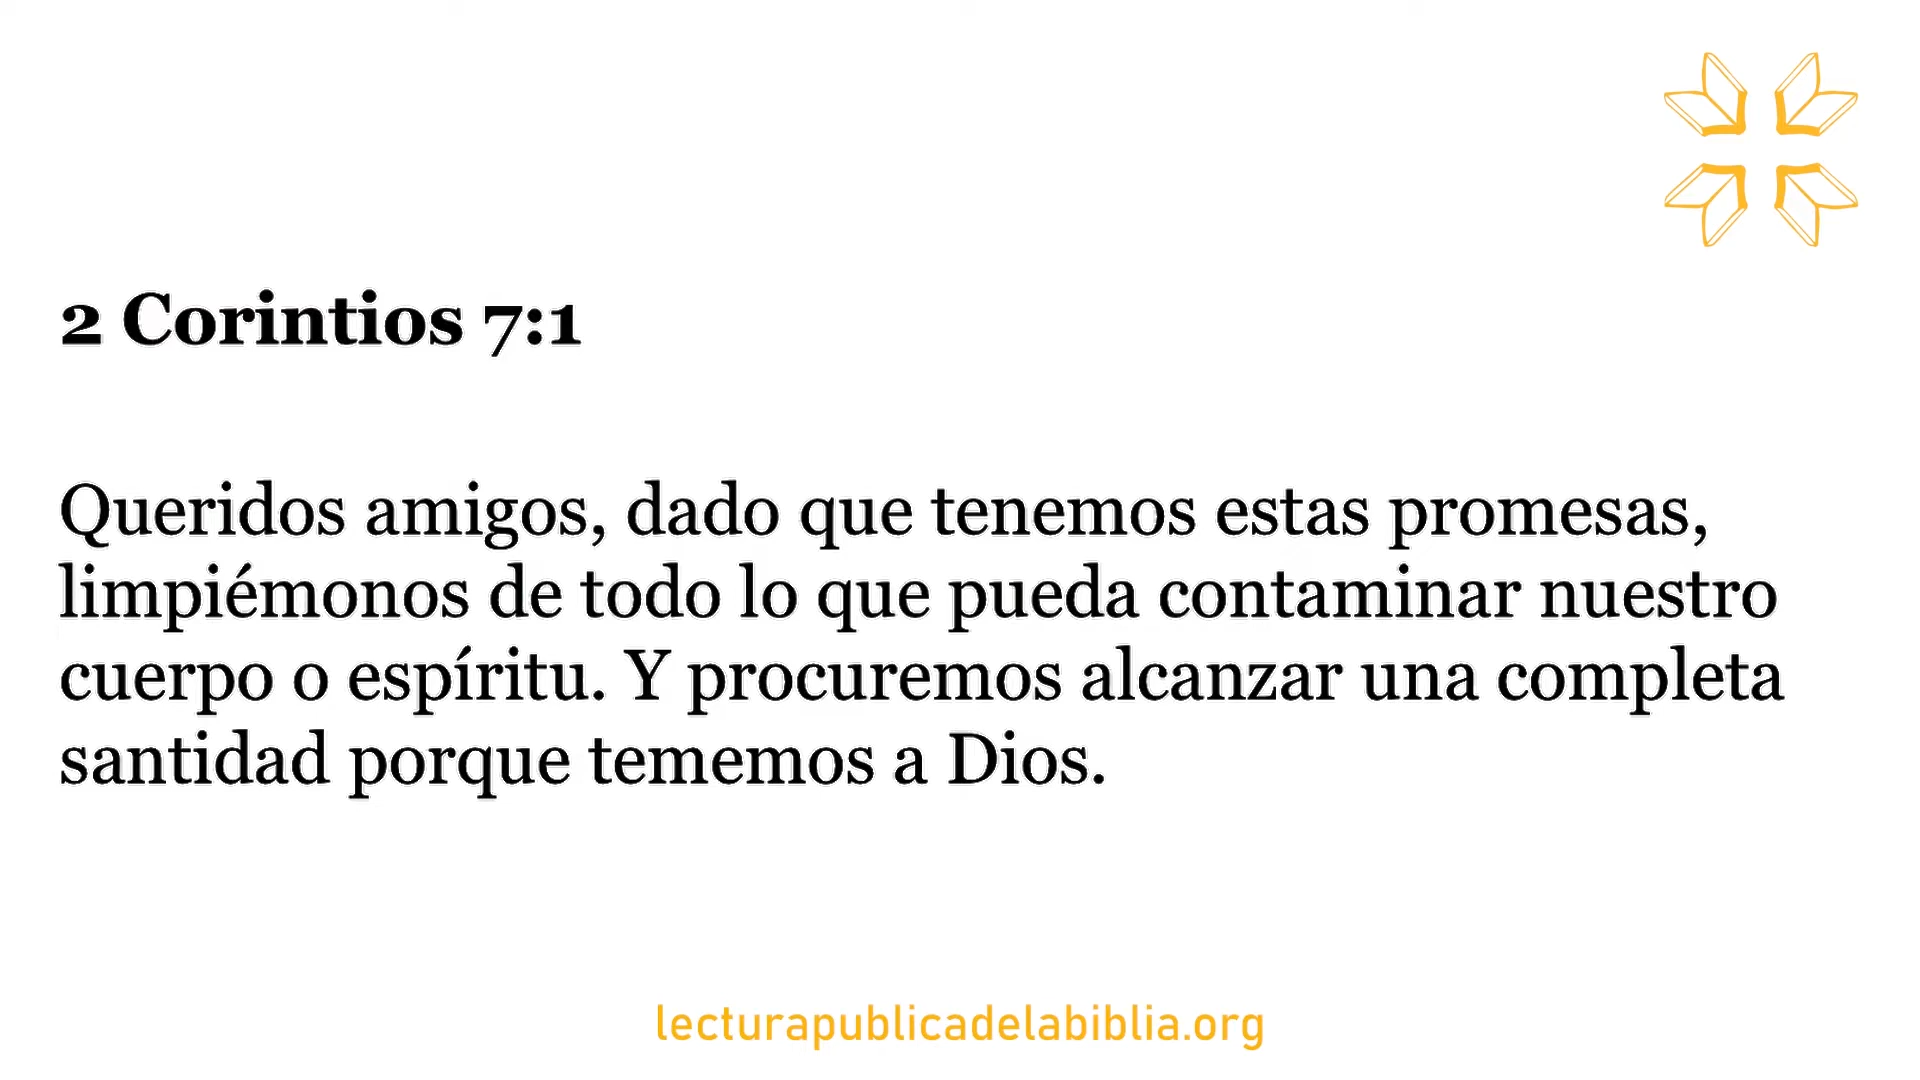 2 Corintios 7:1
Queridos amigos, dado que tenemos estas promesas,
limpiémonos de todo lo que pueda contaminar nuestro
cuerpo o espíritu. Y procuremos alcanzar una completa
santidad porque tememos a Dios.
lecturapublicadelabiblia.org